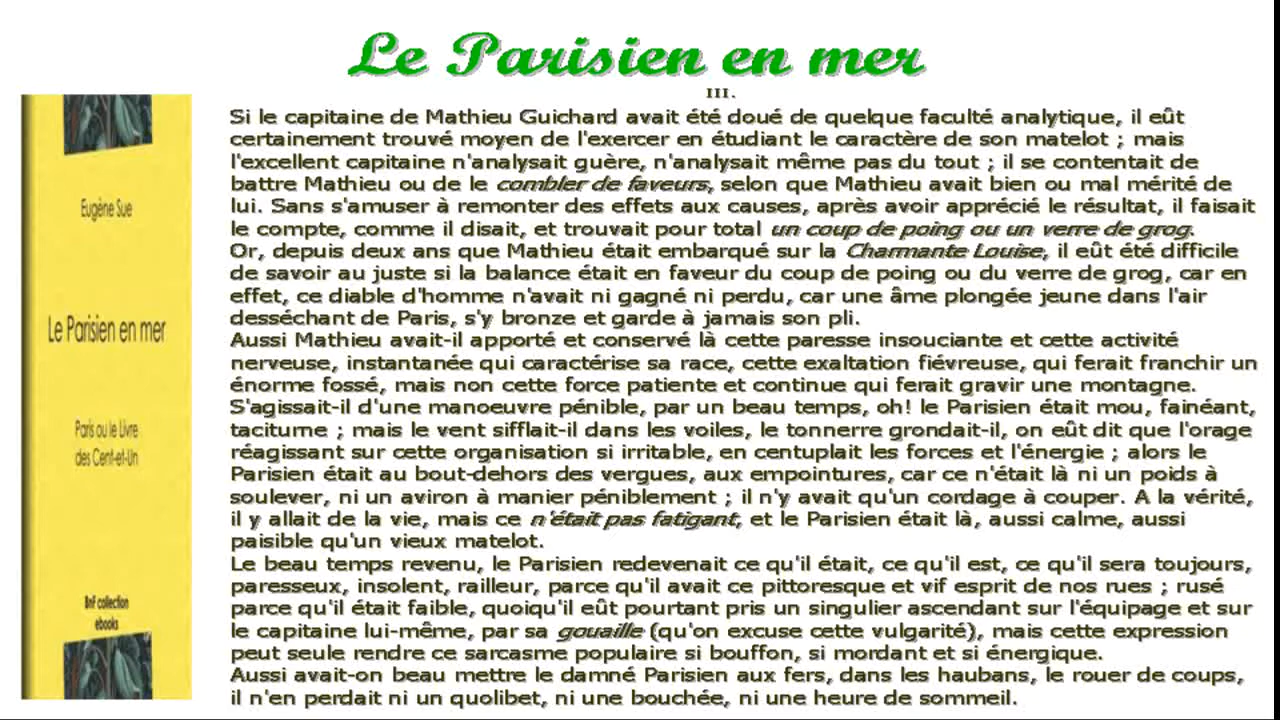 Le Parisien en mer
III.
Eugène Sue
Le Parisien en mer
Paris ou le Livre
des Cent-et-Un
BnF collection
ebooks
Si le capitaine de Mathieu Guichard avait été doué de quelque faculté analytique, il eût
certainement trouvé moyen de l'exercer en étudiant le caractère de son matelot ; mais
l'excellent capitaine n'analysait guère, n'analysait même pas du tout ; il se contentait de
battre Mathieu ou de le combler de faveurs, selon que Mathieu avait bien ou mal mérité de
lui. Sans s'amuser à remonter des effets aux causes, après avoir apprécié le résultat, il faisait
le compte, comme il disait, et trouvait pour total un coup de poing ou un verre de grog.
Or, depuis deux ans que Mathieu était embarqué sur la Charmante Louise, il eût été difficile
de savoir au juste si la balance était en faveur du coup de poing ou du verre de grog, car en
effet, ce diable d'homme n'avait ni gagné ni perdu, car une âme plongée jeune dans l'air
desséchant de Paris, s'y bronze et garde à jamais son pli.
Aussi Mathieu avait-il apporté et conservé là cette paresse insouciante et cette activité
nerveuse, instantanée qui caractérise sa race, cette exaltation fiévreuse, qui ferait franchir un
énorme fossé, mais non cette force patiente et continue qui ferait gravir une montagne.
S'agissait-il d'une manoeuvre pénible, par un beau temps, oh! le Parisien était mou, fainéant,
taciturne ; mais le vent sifflait-il dans les voiles, le tonnerre grondait-il, on eût dit que l'orage
réagissant sur cette organisation si irritable, en centuplait les forces et l'énergie ; alors le
Parisien était au bout-dehors des vergues, aux empointures, car ce n'était là ni un poids à
soulever, ni un aviron à manier péniblement ; il n'y avait qu'un cordage à couper. A la vérité,
il y allait de la vie, mais ce n'était pas fatigant, et le Parisien était là, aussi calme, aussi
paisible qu'un vieux matelot.
Le beau temps revenu, le Parisien redevenait ce qu'il était, ce qu'il est, ce qu'il sera toujours,
paresseux, insolent, railleur, parce qu'il avait ce pittoresque et vif esprit de nos rues ; rusé
parce qu'il était faible, quoiqu'il eût pourtant pris un singulier ascendant sur l'équipage et sur
le capitaine lui-même, par sa gouaille (qu'on excuse cette vulgarité), mais cette expression
peut seule rendre ce sarcasme populaire si bouffon, si mordant et si énergique.
Aussi avait-on beau mettre le damné Parisien aux fers, dans les haubans, le rouer de coups,
il n'en perdait ni un quolibet, ni une bouchée, ni une heure de sommeil.